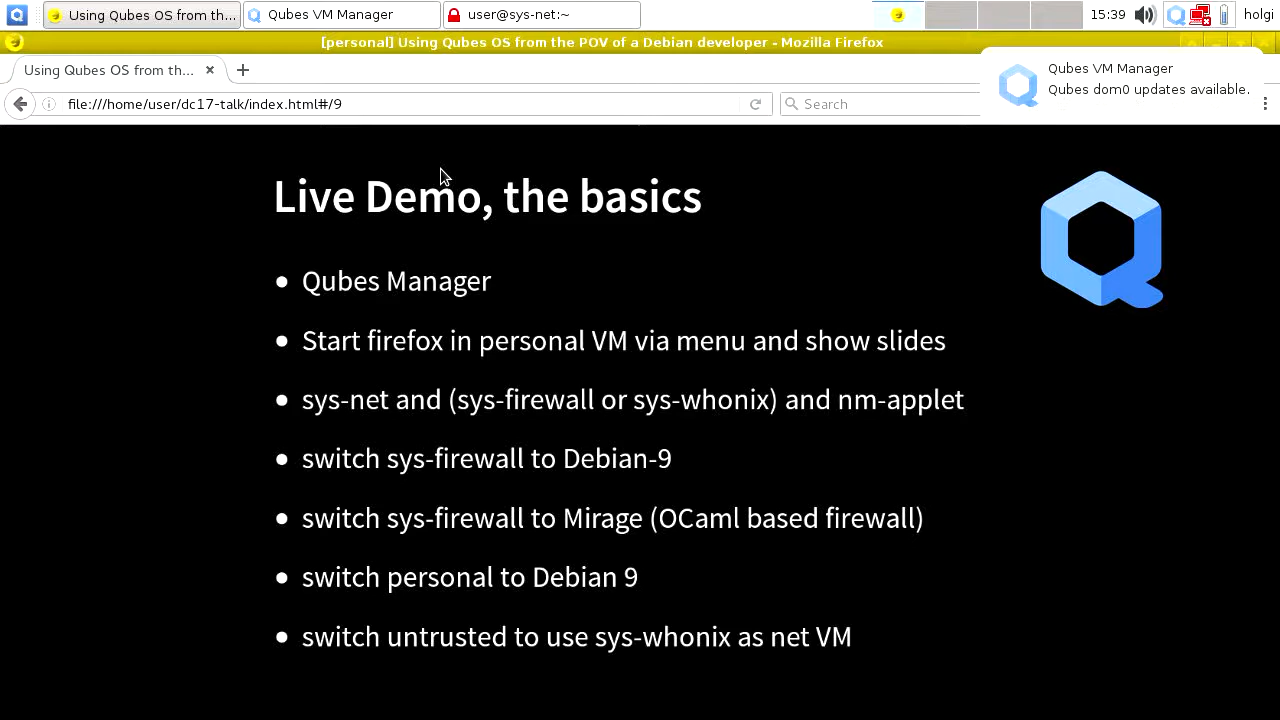 Using Qubes OS from th...
Qubes VM Manager
user@sys-net:~
15:39
holgi
[personal] Using Qubes OS from the POV of a Debian developer - Mozilla Firefox
Using Qubes OS from th...
Qubes VM Manager
Qubes dom0 updates available.
file:///home/user/dc17-talk/index.html#/9
Search
Live Demo, the basics
Qubes Manager
Start firefox in personal VM via menu and show slides
sys-net and (sys-firewall or sys-whonix) and nm-applet
switch sys-firewall to Debian-9
switch sys-firewall to Mirage (OCaml based firewall)
switch personal to Debian 9
switch untrusted to use sys-whonix as net VM